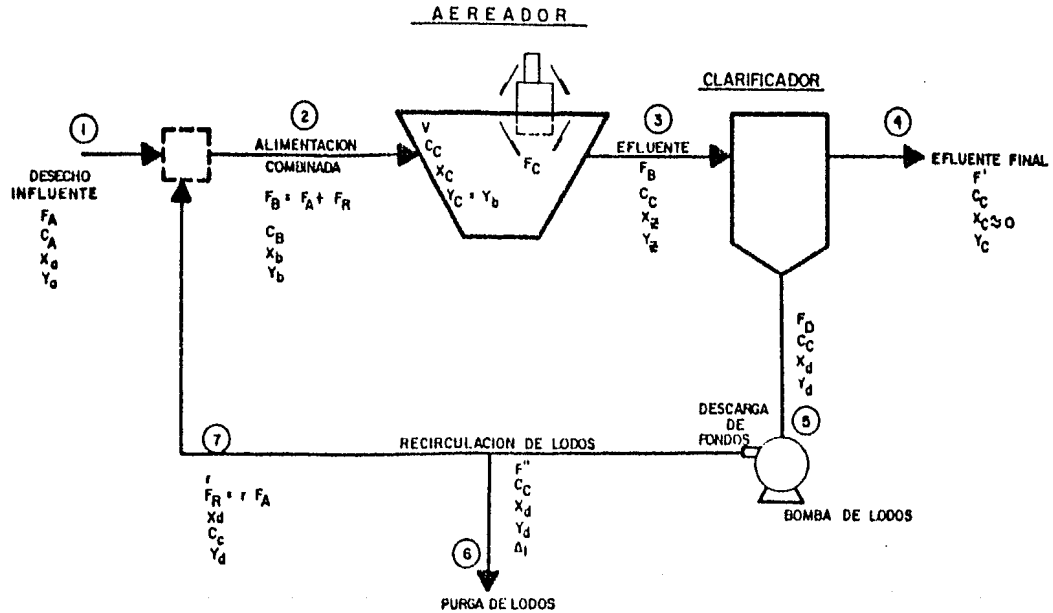 AEREADOR
CLARIFICADOR
1
DESECHO
INFLUENTE
F_A
C_A
X_a
Y_a
2
ALIMENTACION
COMBINADA
F_B = F_A + F_R
C_B
X_b
Y_b
V
C_C
X_C
Y_C = Y_b
F_C
3
EFLUENTE
F_B
C_C
4
EFLUENTE FINAL
F'
C_C
X_C ≈ 0
Y_C
F_D
C_C
X_d
Y_d
5
DESCARGA
DE
FONDOS
BOMBA DE LODOS
RECIRCULACION DE LODOS
7
r
F_R = r F_A
X_d
C_c
Y_d
F"
C_C
X_d
Y_d
6
PURGA DE LODOS